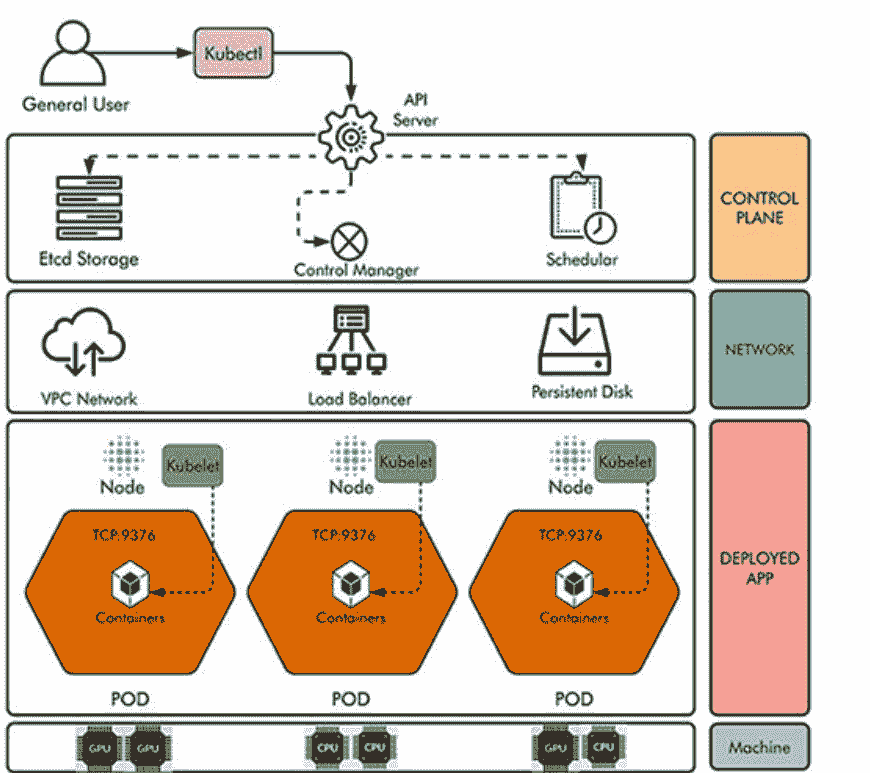 Kubectl
General User
API
Server
Etcd Storage
Control Manager
Schedular
CONTROL
PLANE
VPC Network
Load Balancer
Persistent Disk
NETWORK
Node
Kubelet
Node
Kubelet
Node
Kubelet
TCP:9376
TCP:9376
TCP:9376
Containers
Containers
Containers
DEPLOYED
APP
POD
POD
POD
GPU
GPU
CPU
CPU
GPU
CPU
Machine